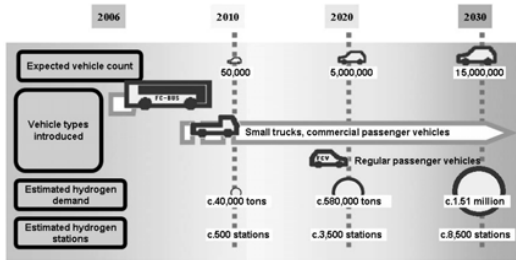 2006 2010 2020 2030
Expected vehicle count
50,000 5,000,000 15,000,000
FC-BUS
Vehicle types
introduced
Small trucks, commercial passenger vehicles
FCV
Regular passenger vehicles
Estimated hydrogen
demand
c.40,000 tons c.580,000 tons c.1.51 million
Estimated hydrogen
stations
c.500 stations c.3,500 stations c.8,500 stations